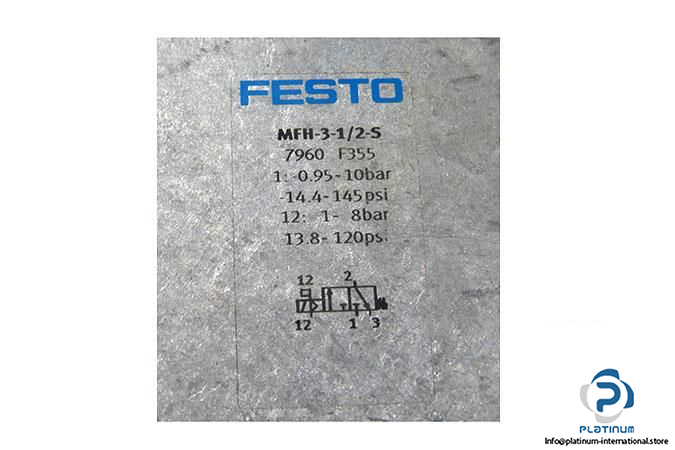 FESTO
MFH-3-1/2-S
7960 F355
1:-0.95-10bar
-14.4-145psi
12: 1- 8bar
13.8-120psi
12 2
12 1 3
PLATINUM
Info@platinum-international.store